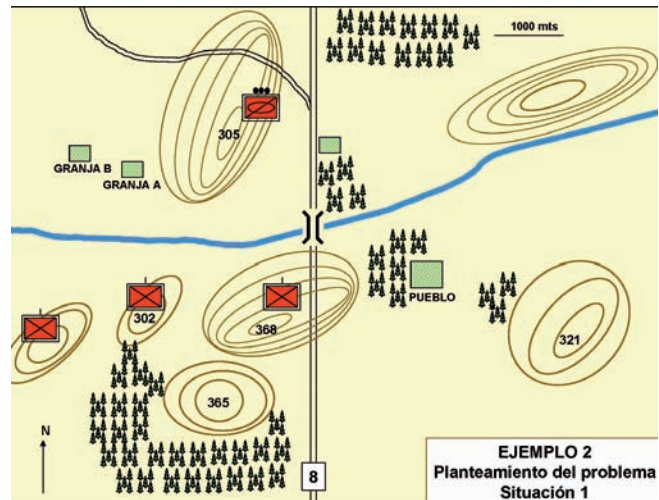 1000 mts
305
GRANJA B
GRANJA A
PUEBLO
302
368
321
365
N
8
EJEMPLO 2
Planteamiento del problema
Situación 1